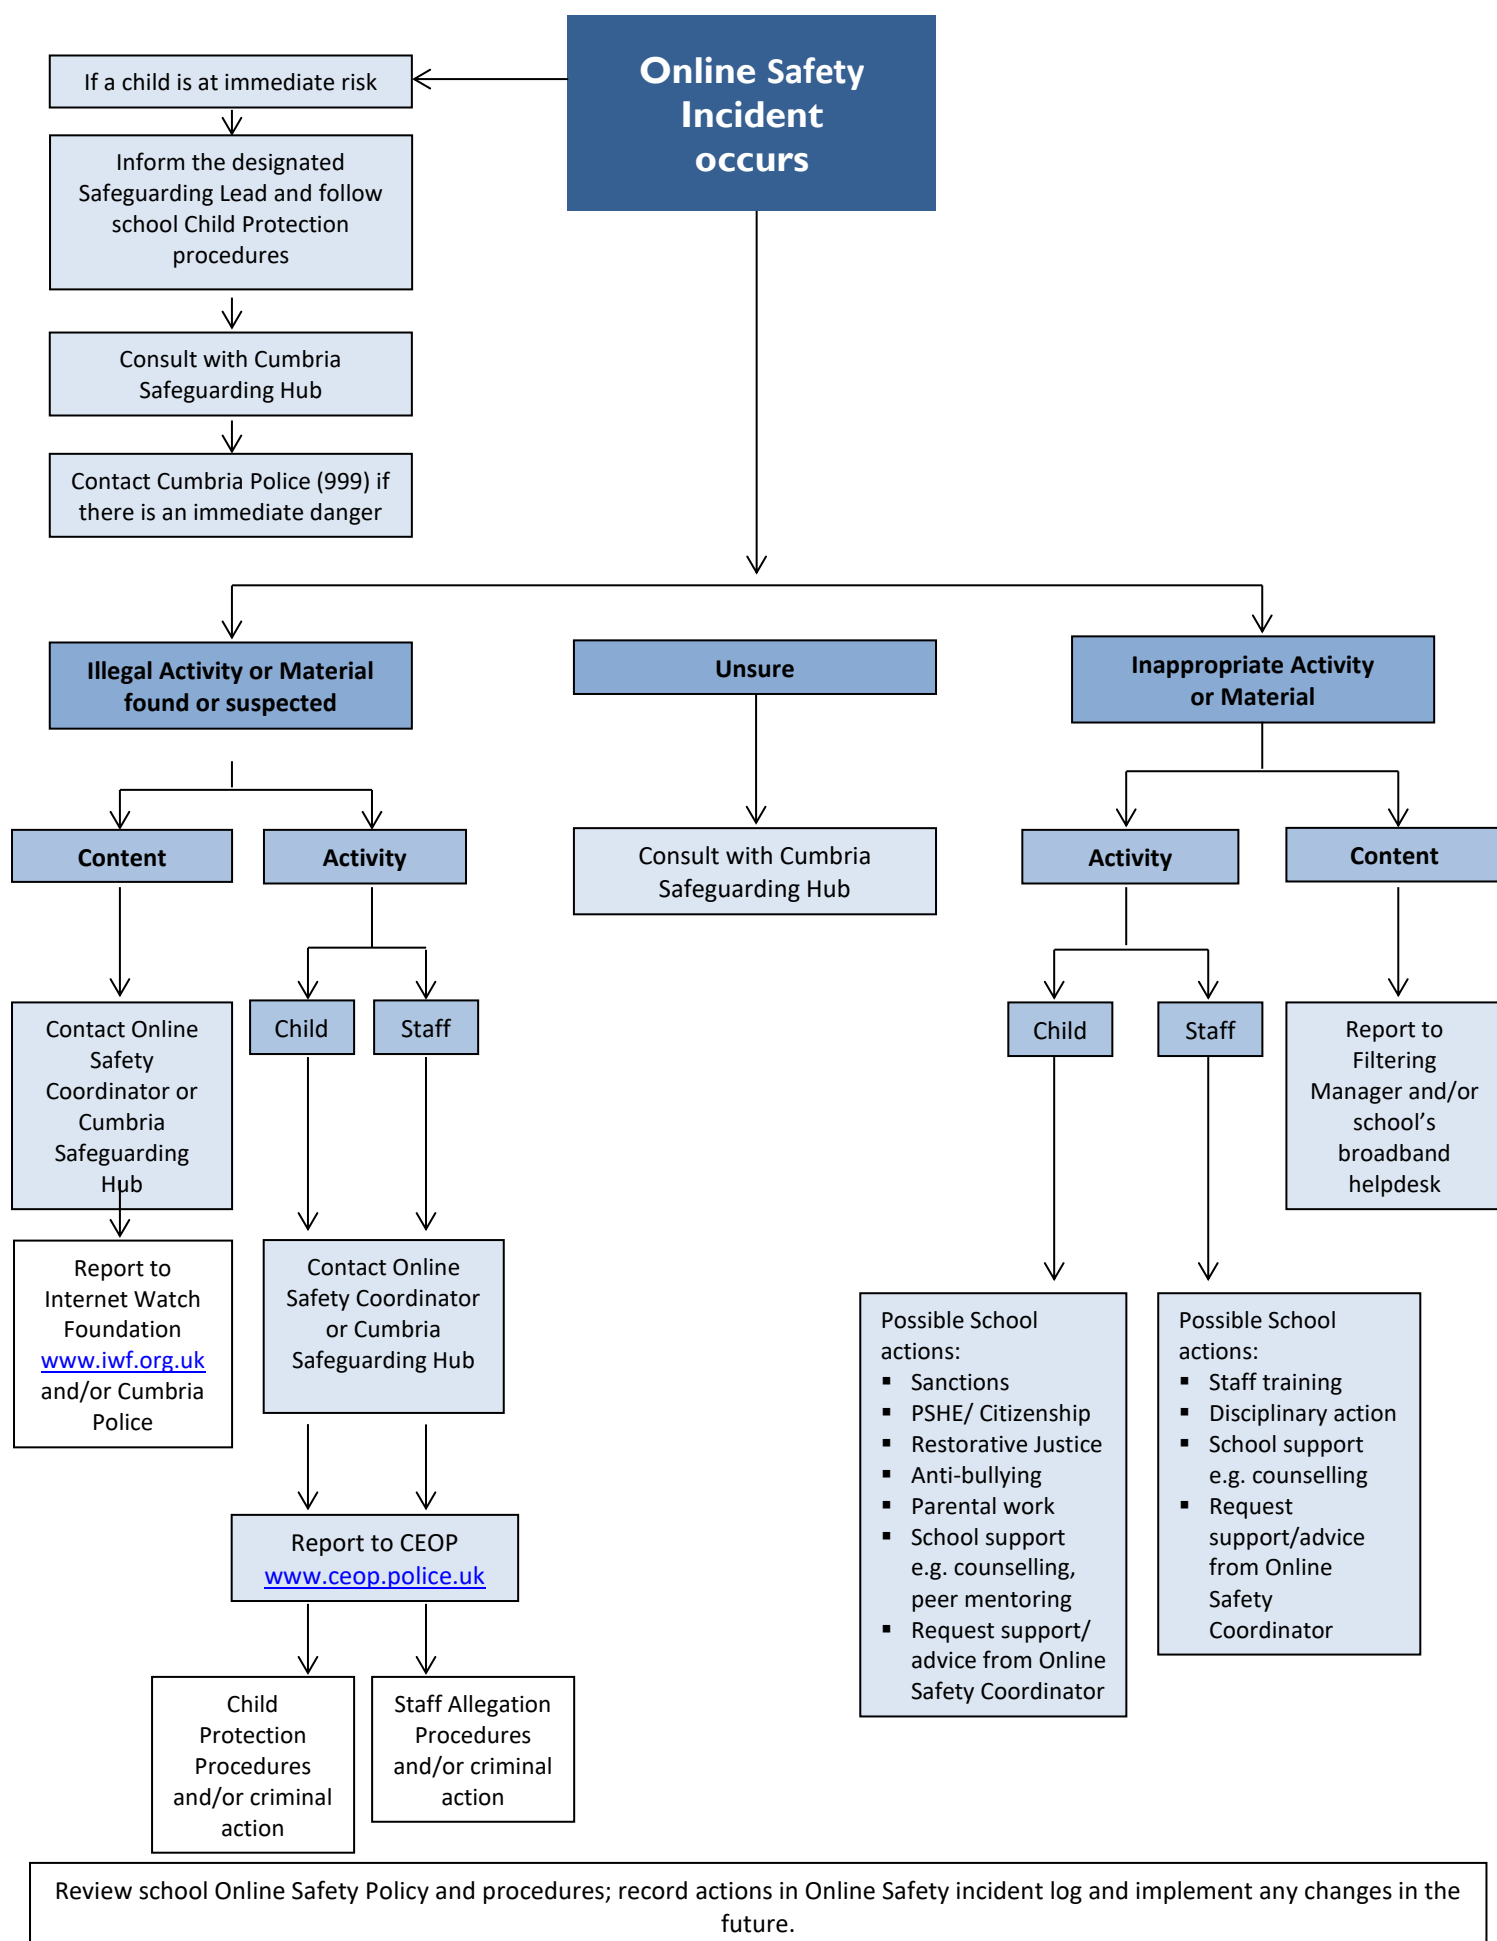 Online Safety
Incident
occurs
If a child is at immediate risk
Inform the designated
Safeguarding Lead and follow
school Child Protection
procedures
Consult with Cumbria
Safeguarding Hub
Contact Cumbria Police (999) if
there is an immediate danger
Illegal Activity or Material
found or suspected
Unsure
Inappropriate Activity
or Material
Content
Activity
Consult with Cumbria
Safeguarding Hub
Activity
Content
Contact Online
Safety
Coordinator or
Cumbria
Safeguarding
Hub
Child
Staff
Child
Staff
Report to
Filtering
Manager and/or
school’s
broadband
helpdesk
Report to
Internet Watch
Foundation
www.iwf.org.uk
and/or Cumbria
Police
Contact Online
Safety Coordinator
or Cumbria
Safeguarding Hub
Possible School
actions:
▪ Sanctions
▪ PSHE/ Citizenship
▪ Restorative Justice
▪ Anti-bullying
▪ Parental work
▪ School support
e.g. counselling,
peer mentoring
▪ Request support/
advice from Online
Safety Coordinator
Possible School
actions:
▪ Staff training
▪ Disciplinary action
▪ School support
e.g. counselling
▪ Request
support/advice
from Online
Safety
Coordinator
Report to CEOP
www.ceop.police.uk
Child
Protection
Procedures
and/or criminal
action
Staff Allegation
Procedures
and/or criminal
action
Review school Online Safety Policy and procedures; record actions in Online Safety incident log and implement any changes in the
future.